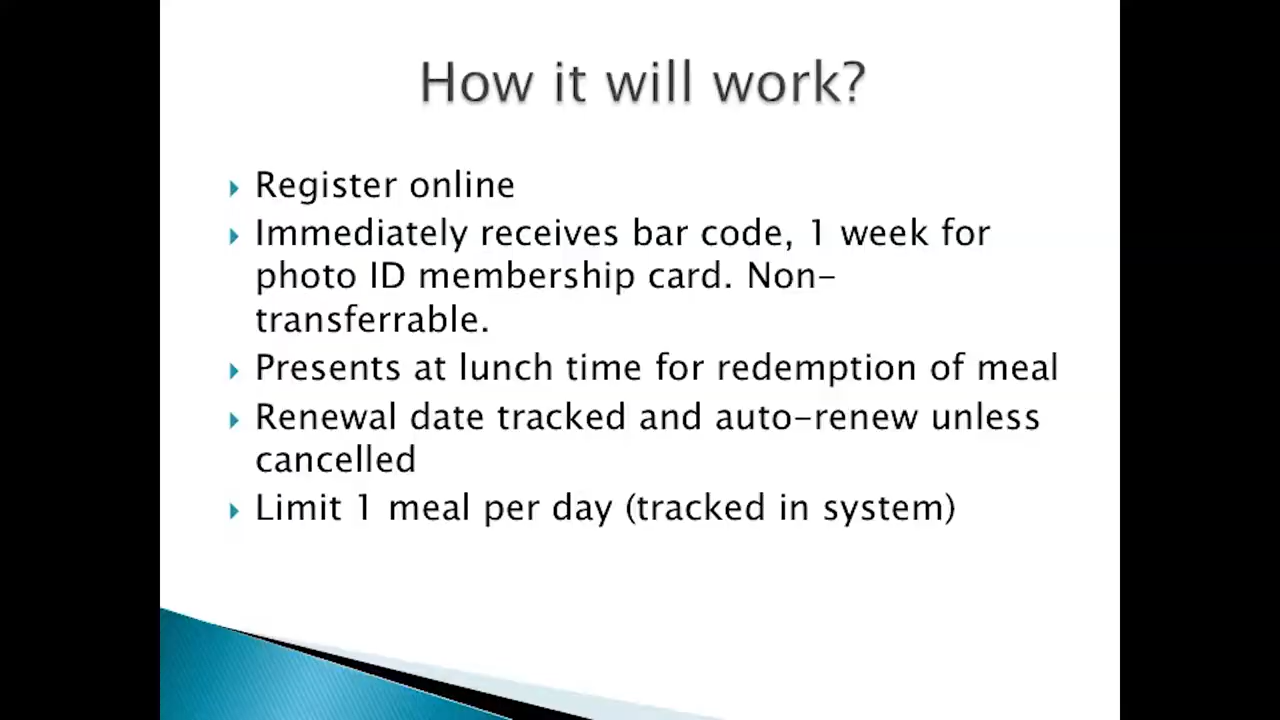 How it will work?
Register online
Immediately receives bar code, 1 week for
photo ID membership card. Non-
transferrable.
Presents at lunch time for redemption of meal
Renewal date tracked and auto-renew unless
cancelled
Limit 1 meal per day (tracked in system)